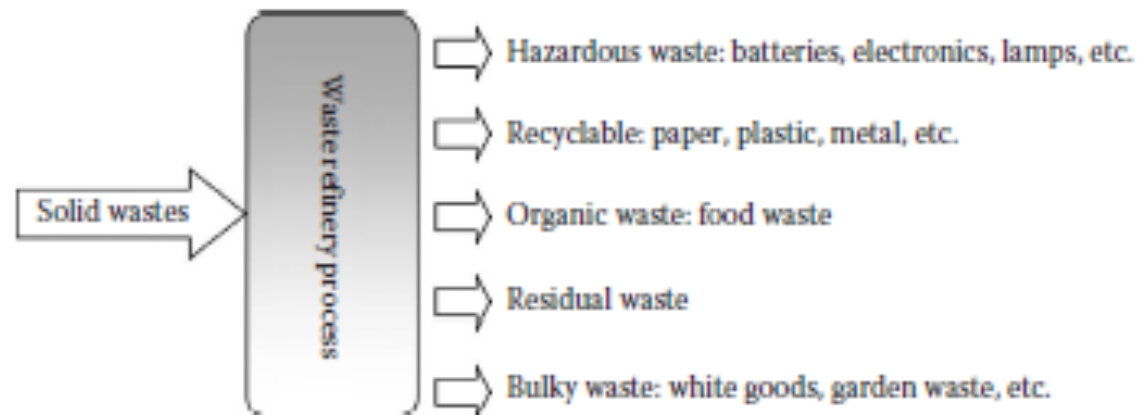 Solid wastes
Waste refinery process
Hazardous waste: batteries, electronics, lamps, etc.
Recyclable: paper, plastic, metal, etc.
Organic waste: food waste
Residual waste
Bulky waste: white goods, garden waste, etc.